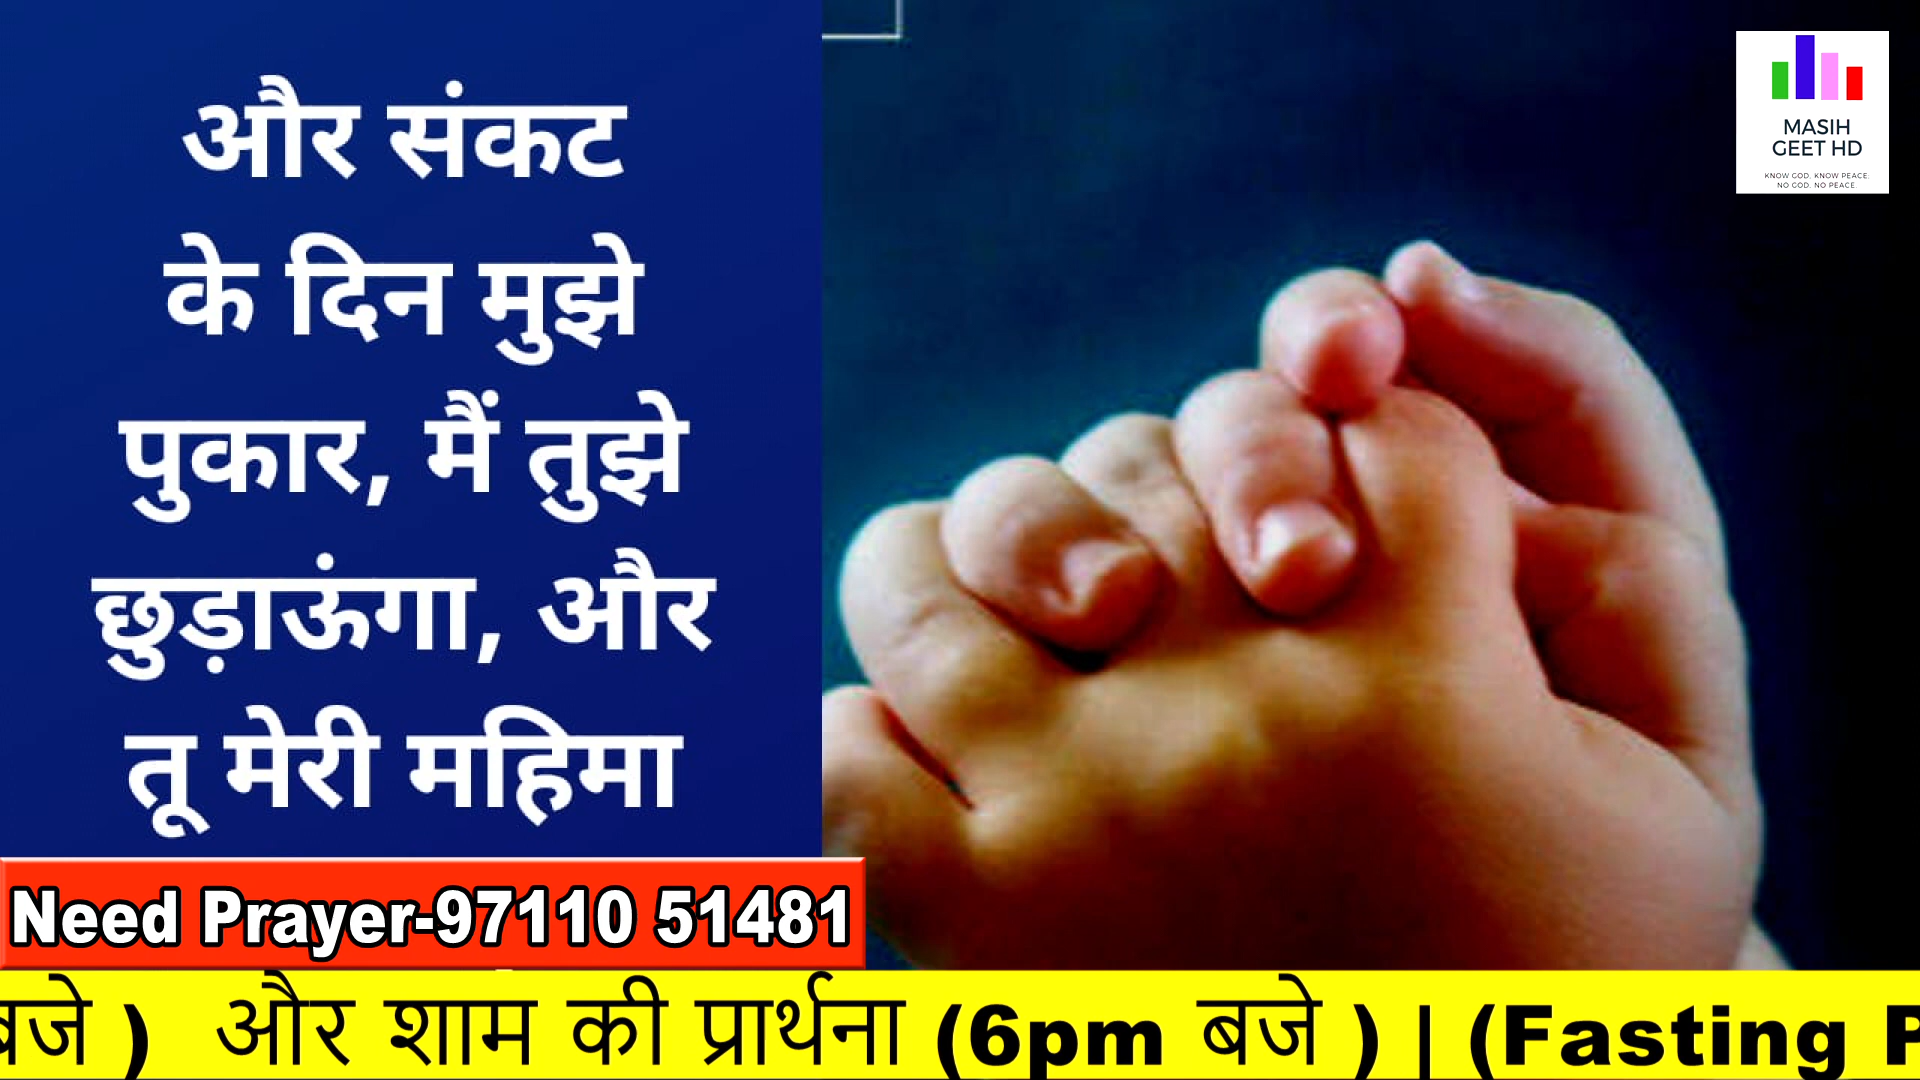 और संकट
के दिन मुझे
पुकार, मैं तुझे
छुड़ाऊंगा, और
तू मेरी महिमा
MASIH
GEET HD
KNOW GOD. KNOW PEACE.
NO GOD. NO PEACE.
Need Prayer-97110 51481
बजे ) और शाम की प्रार्थना (6pm बजे ) | (Fasting P